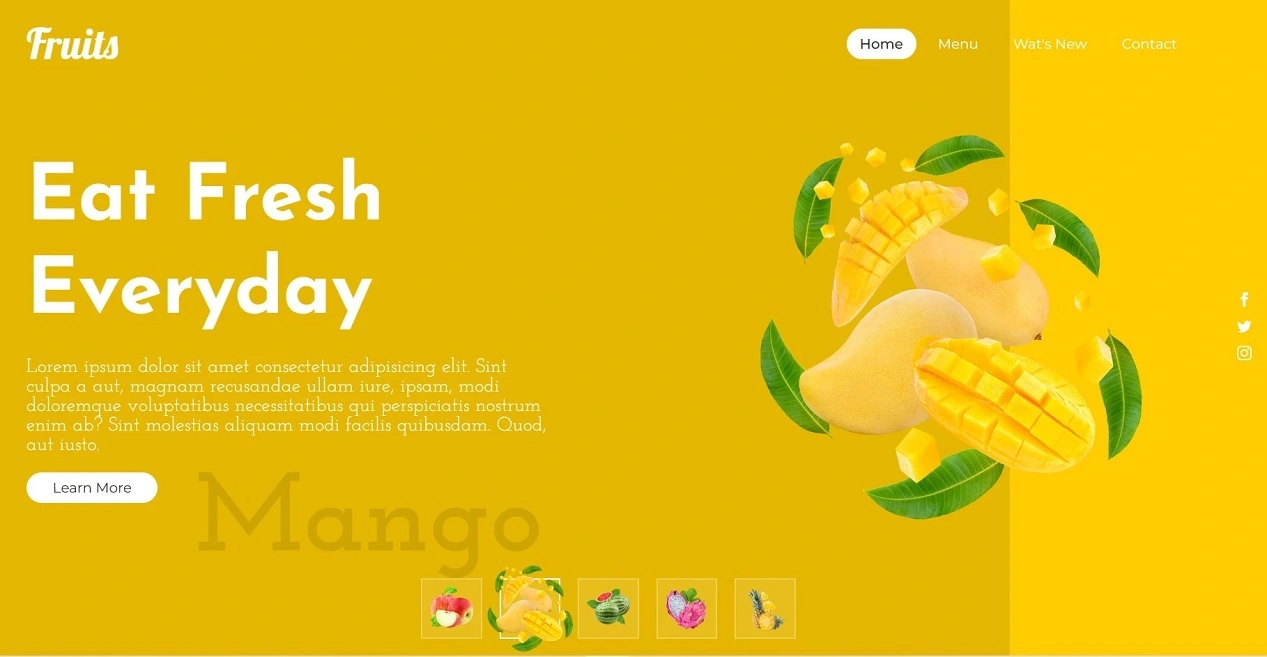 Fruits
Home Menu Wat's New Contact
Eat Fresh
Everyday
Lorem ipsum dolor sit amet consectetur adipisicing elit. Sint
culpa a aut, magnam recusandae ullam iure, ipsam, modi
doloremque voluptatibus necessitatibus qui perspiciatis nostrum
enim ab? Sint molestias aliquam modi facilis quibusdam. Quod,
aut iusto.
Learn More
Mango